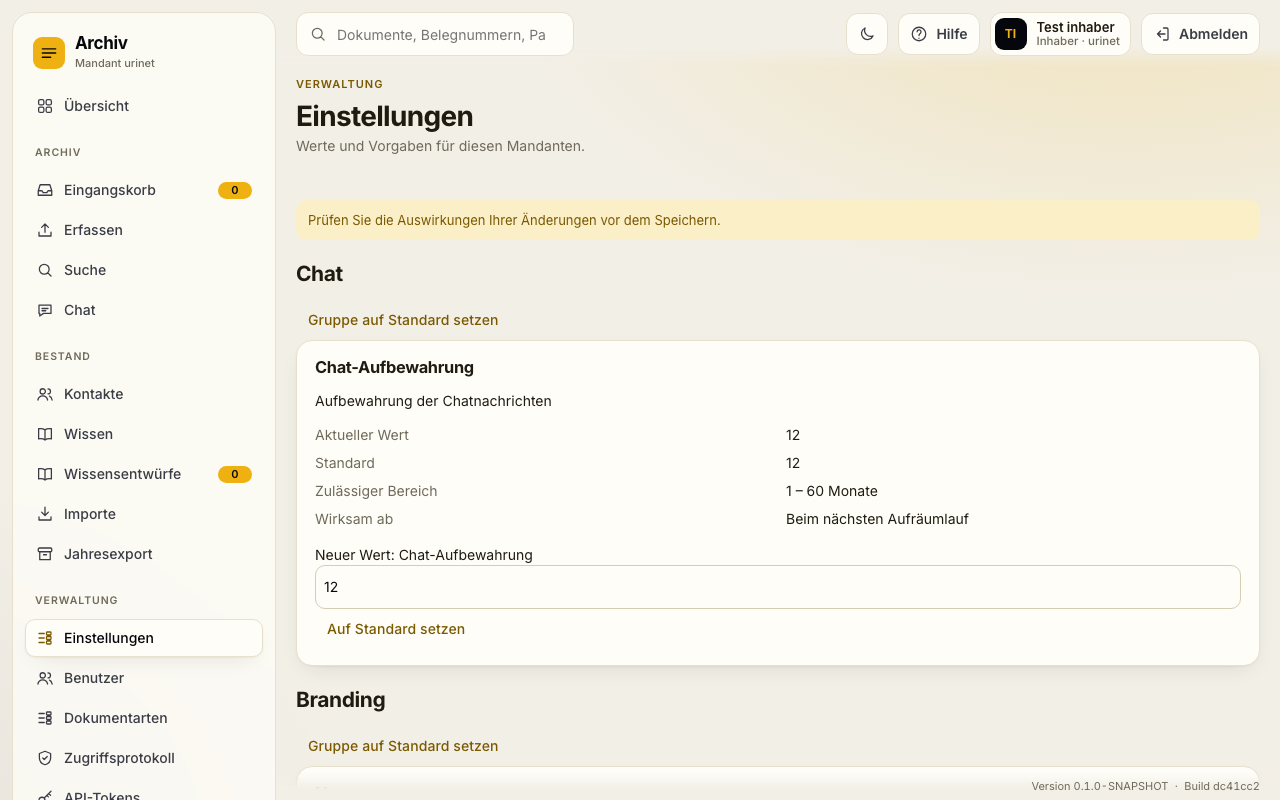 Archiv
Mandant urinet
Übersicht
ARCHIV
Eingangskorb 0
Erfassen
Suche
Chat
BESTAND
Kontakte
Wissen
Wissensentwürfe 0
Importe
Jahresexport
VERWALTUNG
Einstellungen
Benutzer
Dokumentarten
Zugriffsprotokoll
API-Tokens
Dokumente, Belegnummern, Pa
Hilfe
TI
Test inhaber
Inhaber · urinet
Abmelden
VERWALTUNG
Einstellungen
Werte und Vorgaben für diesen Mandanten.
Prüfen Sie die Auswirkungen Ihrer Änderungen vor dem Speichern.
Chat
Gruppe auf Standard setzen
Chat-Aufbewahrung
Aufbewahrung der Chatnachrichten
Aktueller Wert 12
Standard 12
Zulässiger Bereich 1 – 60 Monate
Wirksam ab Beim nächsten Aufräumlauf
Neuer Wert: Chat-Aufbewahrung
12
Auf Standard setzen
Branding
Gruppe auf Standard setzen
Version 0.1.0-SNAPSHOT · Build dc41cc2